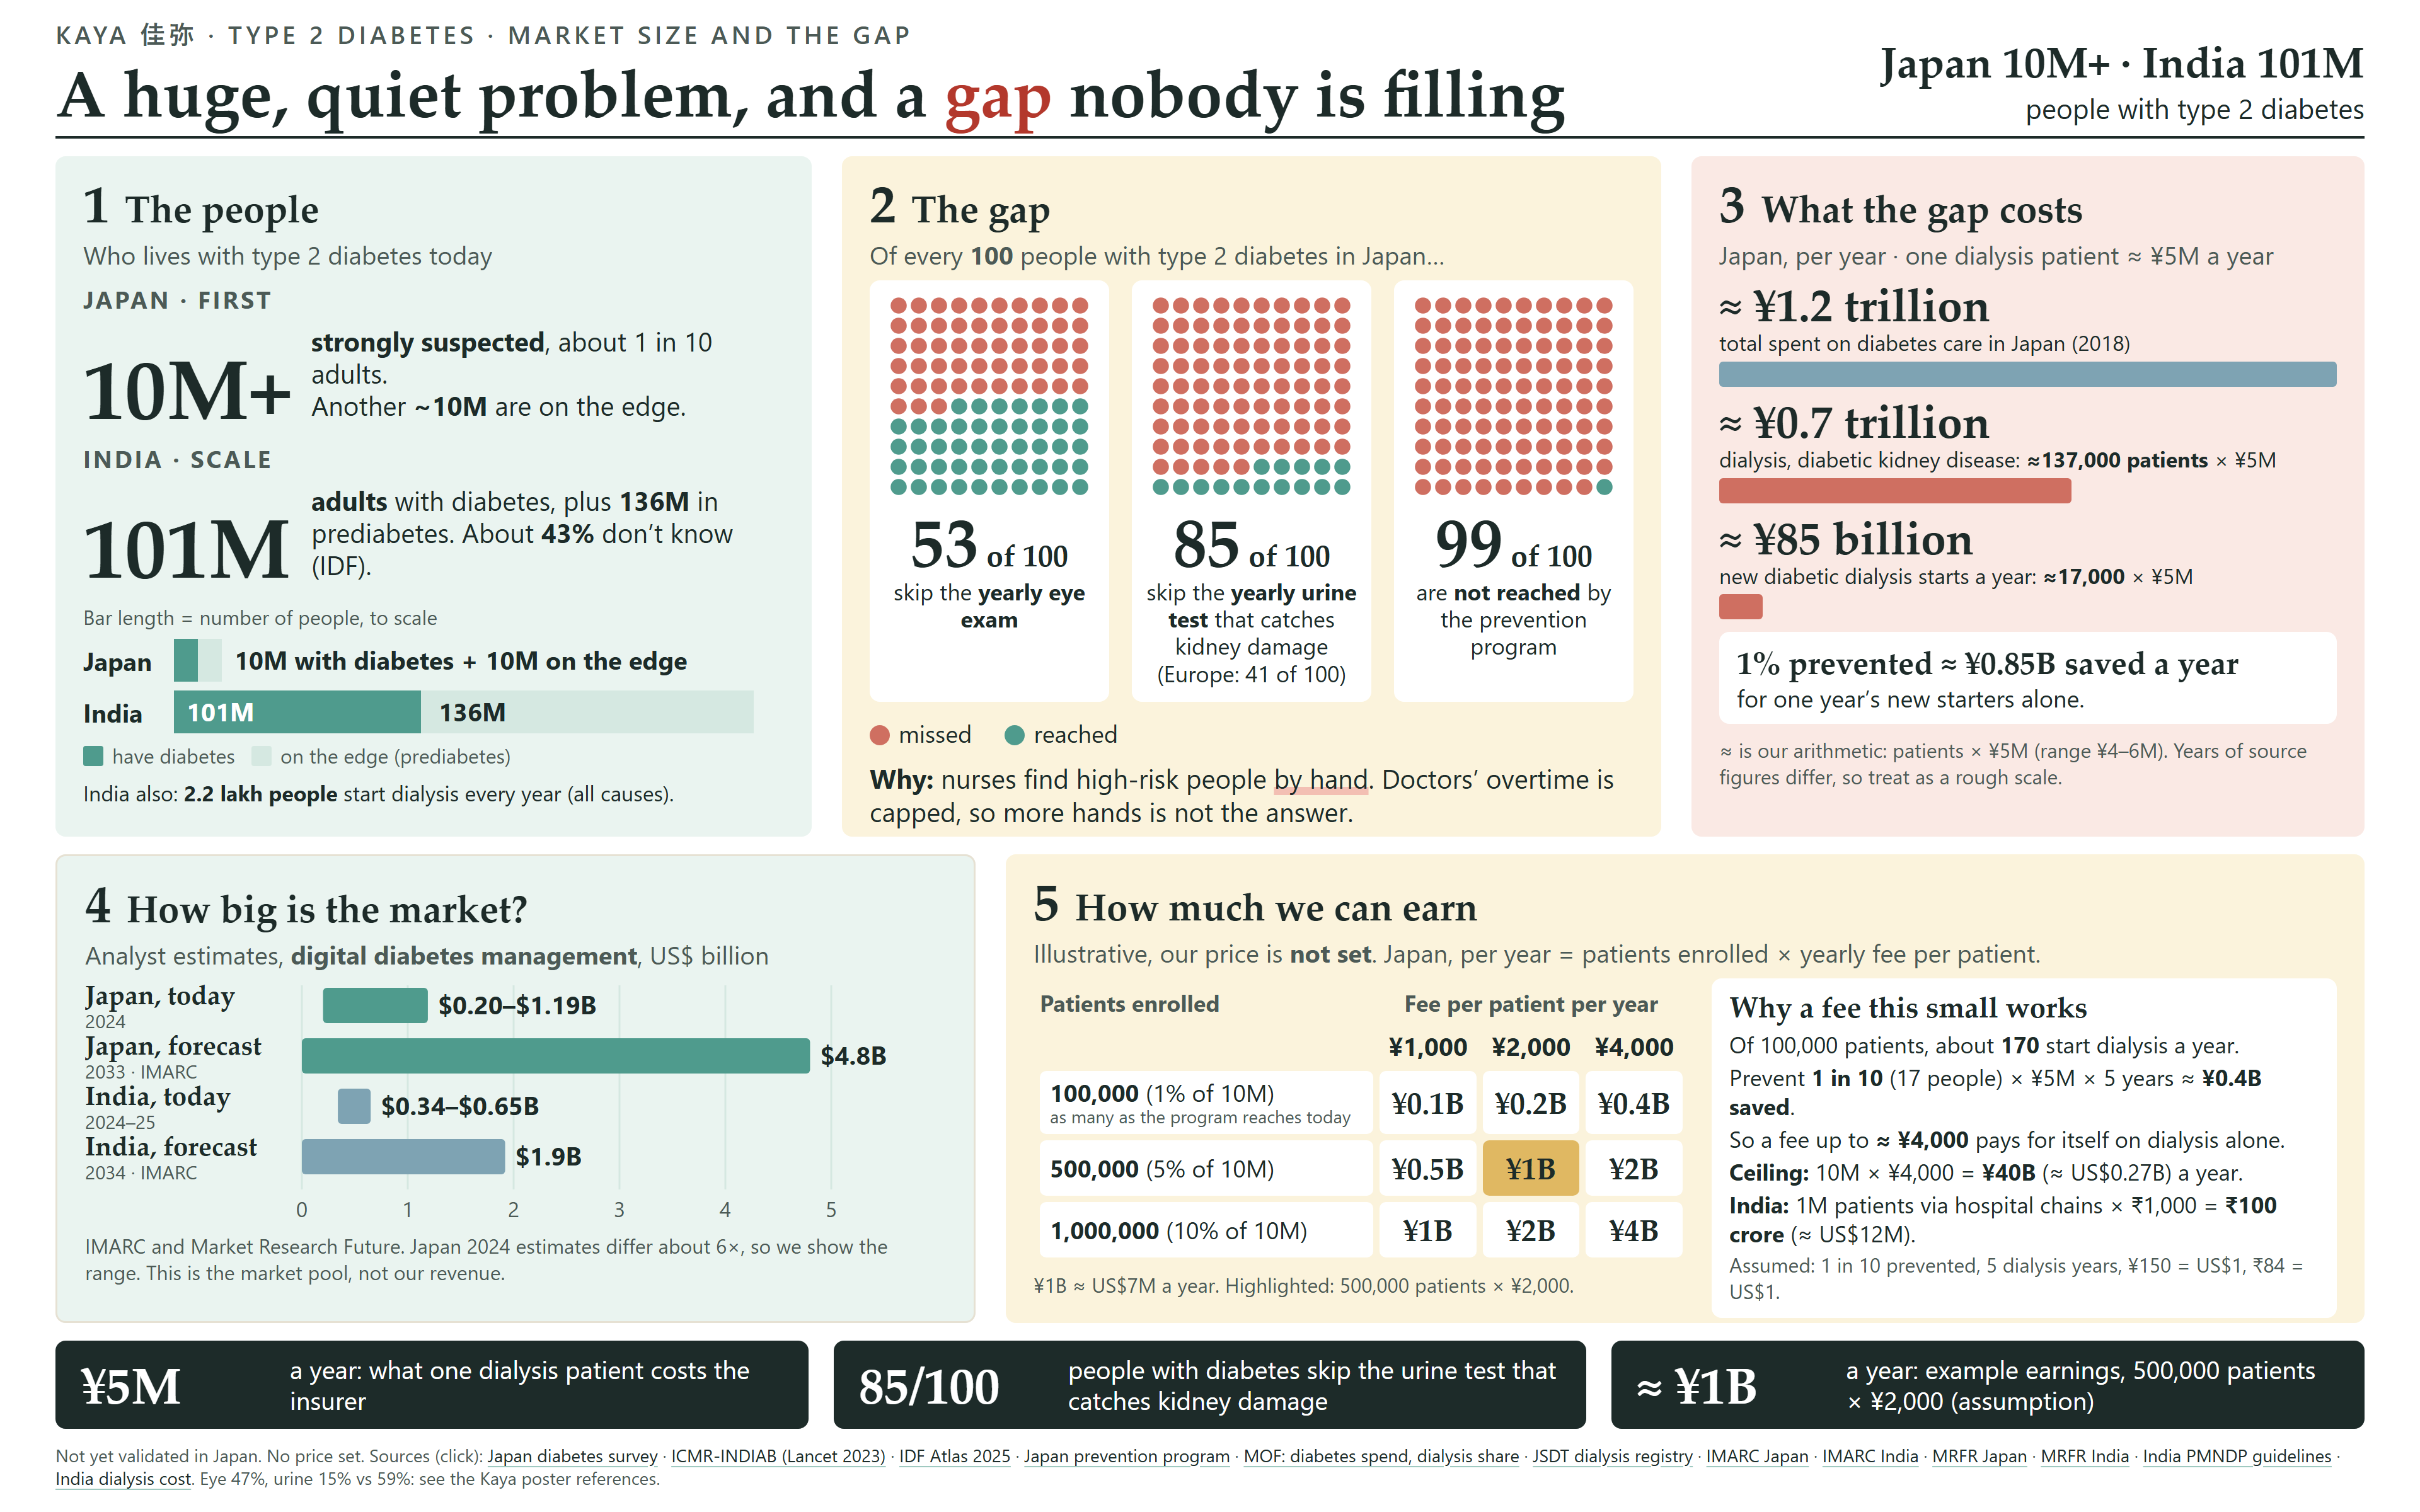 KAYA 佳弥 · TYPE 2 DIABETES · MARKET SIZE AND THE GAP
A huge, quiet problem, and a gap nobody is filling
Japan 10M+ · India 101M
people with type 2 diabetes
1 The people
Who lives with type 2 diabetes today
JAPAN · FIRST
10M+
strongly suspected, about 1 in 10
adults.
Another ~10M are on the edge.
INDIA · SCALE
101M
adults with diabetes, plus 136M in
prediabetes. About 43% don’t know
(IDF).
Bar length = number of people, to scale
Japan
10M with diabetes + 10M on the edge
India
101M
136M
have diabetes
on the edge (prediabetes)
India also: 2.2 lakh people start dialysis every year (all causes).
2 The gap
Of every 100 people with type 2 diabetes in Japan...
53 of 100
skip the yearly eye
exam
85 of 100
skip the yearly urine
test that catches
kidney damage
(Europe: 41 of 100)
99 of 100
are not reached by
the prevention
program
missed
reached
Why: nurses find high-risk people by hand. Doctors’ overtime is
capped, so more hands is not the answer.
3 What the gap costs
Japan, per year · one dialysis patient ≈ ¥5M a year
≈ ¥1.2 trillion
total spent on diabetes care in Japan (2018)
≈ ¥0.7 trillion
dialysis, diabetic kidney disease: ≈137,000 patients × ¥5M
≈ ¥85 billion
new diabetic dialysis starts a year: ≈17,000 × ¥5M
1% prevented ≈ ¥0.85B saved a year
for one year’s new starters alone.
≈ is our arithmetic: patients × ¥5M (range ¥4–6M). Years of source
figures differ, so treat as a rough scale.
4 How big is the market?
Analyst estimates, digital diabetes management, US$ billion
Japan, today
2024
$0.20–$1.19B
Japan, forecast
2033 · IMARC
$4.8B
India, today
2024–25
$0.34–$0.65B
India, forecast
2034 · IMARC
$1.9B
0 1 2 3 4 5
IMARC and Market Research Future. Japan 2024 estimates differ about 6×, so we show the
range. This is the market pool, not our revenue.
5 How much we can earn
Illustrative, our price is not set. Japan, per year = patients enrolled × yearly fee per patient.
Patients enrolled
Fee per patient per year
¥1,000 ¥2,000 ¥4,000
100,000 (1% of 10M)
as many as the program reaches today
¥0.1B ¥0.2B ¥0.4B
500,000 (5% of 10M)
¥0.5B ¥1B ¥2B
1,000,000 (10% of 10M)
¥1B ¥2B ¥4B
¥1B ≈ US$7M a year. Highlighted: 500,000 patients × ¥2,000.
Why a fee this small works
Of 100,000 patients, about 170 start dialysis a year.
Prevent 1 in 10 (17 people) × ¥5M × 5 years ≈ ¥0.4B
saved.
So a fee up to ≈ ¥4,000 pays for itself on dialysis alone.
Ceiling: 10M × ¥4,000 = ¥40B (≈ US$0.27B) a year.
India: 1M patients via hospital chains × ₹1,000 = ₹100
crore (≈ US$12M).
Assumed: 1 in 10 prevented, 5 dialysis years, ¥150 = US$1, ₹84 =
US$1.
¥5M
a year: what one dialysis patient costs the
insurer
85/100
people with diabetes skip the urine test that
catches kidney damage
≈ ¥1B
a year: example earnings, 500,000 patients
× ¥2,000 (assumption)
Not yet validated in Japan. No price set. Sources (click): Japan diabetes survey · ICMR-INDIAB (Lancet 2023) · IDF Atlas 2025 · Japan prevention program · MOF: diabetes spend, dialysis share · JSDT dialysis registry · IMARC Japan · IMARC India · MRFR Japan · MRFR India · India PMNDP guidelines ·
India dialysis cost. Eye 47%, urine 15% vs 59%: see the Kaya poster references.